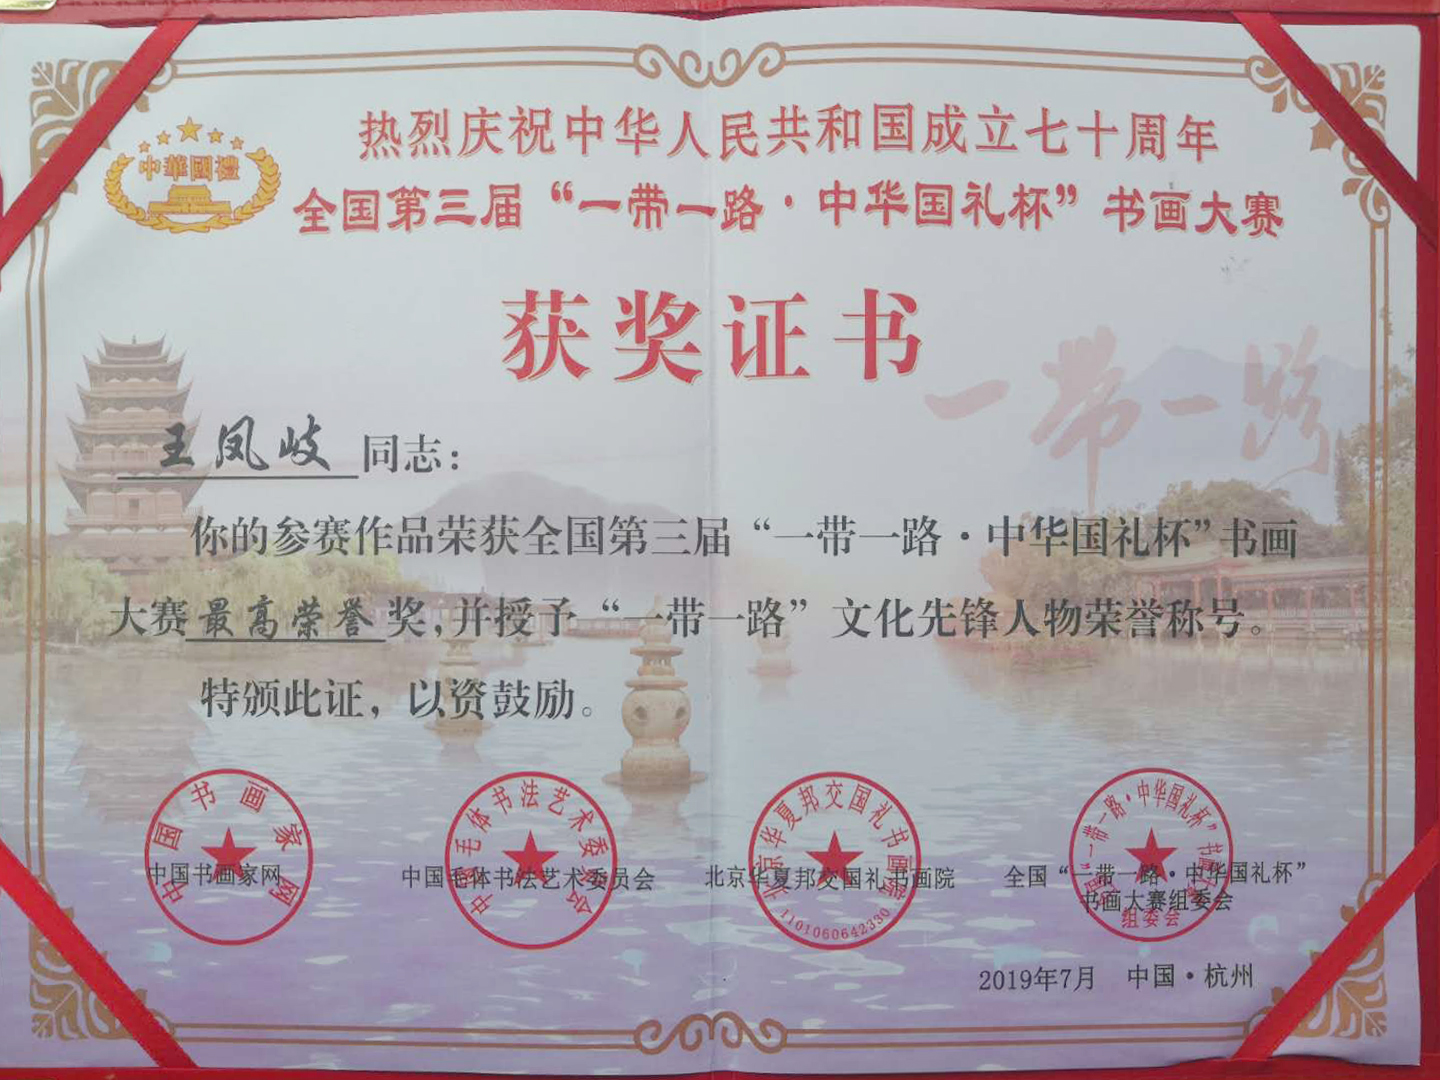 中華國禮
热烈庆祝中华人民共和国成立七十周年
全国第三届“一带一路·中华国礼杯”书画大赛
获奖证书
一带一路
王凤岐 同志：
你的参赛作品荣获全国第三届“一带一路·中华国礼杯”书画
大赛最高荣誉奖，并授予“一带一路”文化先锋人物荣誉称号。
特颁此证，以资鼓励。
中国书画家网
中国书画家网
中国毛体书法艺术委员会
中国毛体书法艺术委员会
北京华夏邦交国礼书画院
1101060642330
北京华夏邦交国礼书画院
全国“一带一路·中华国礼杯”书画大赛
组委会
全国“一带一路·中华国礼杯”
书画大赛组委会
2019年7月 中国·杭州